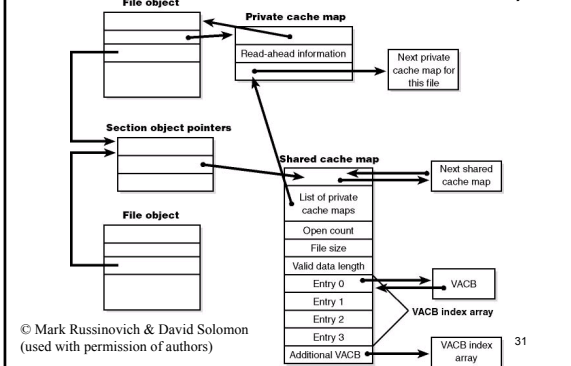 File object
Private cache map
Read-ahead information
Next private
cache map for
this file
Section object pointers
Shared cache map
Next shared
cache map
List of private
cache maps
Open count
File size
File object
Valid data length
Entry 0
VACB
Entry 1
VACB index array
Entry 2
Entry 3
Additional VACB
VACB index
array
© Mark Russinovich & David Solomon
(used with permission of authors)
31